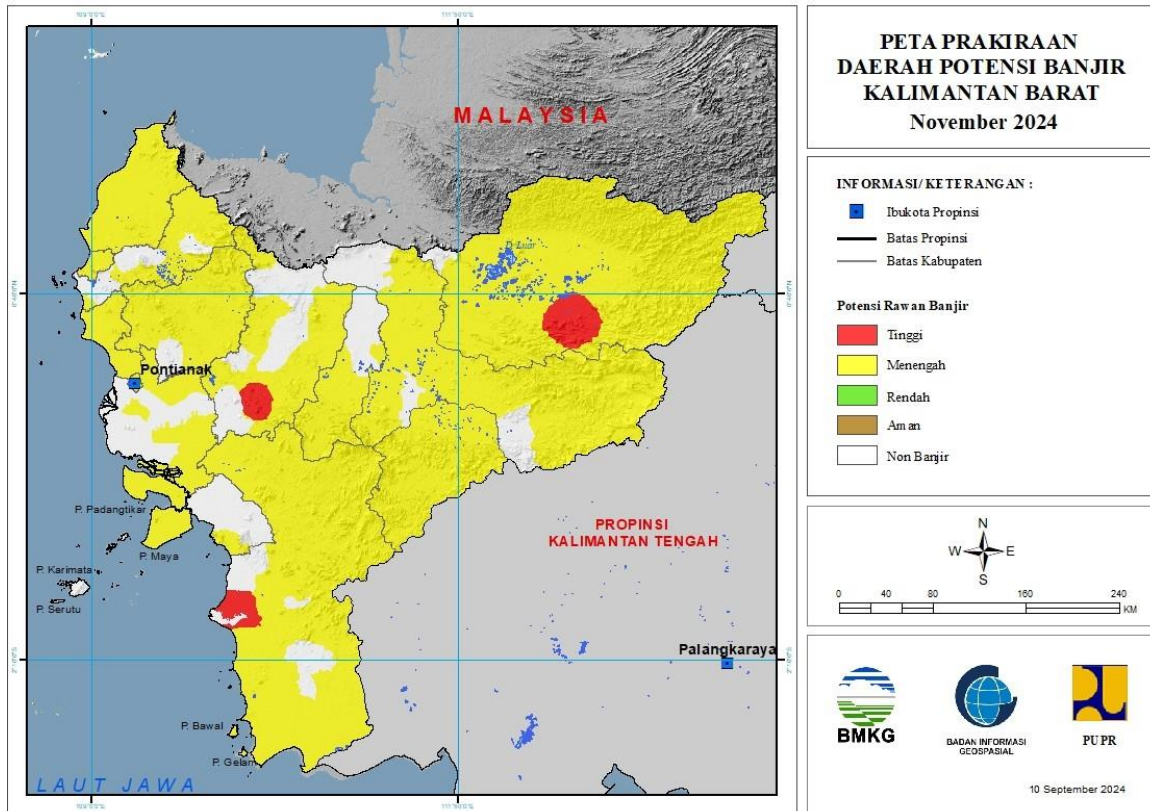 MALAYSIA
D. Luar
Pontianak
P. Padangtikar
P. Maya
P. Karimata
P. Serutu
PROPINSI
KALIMANTAN TENGAH
Palangkaraya
P. Bawal
P. Gelam
LAUT JAWA
PETA PRAKIRAAN
DAERAH POTENSI BANJIR
KALIMANTAN BARAT
November 2024
INFORMASI/ KETERANGAN :
Ibukota Propinsi
Batas Propinsi
Batas Kabupaten
Potensi Rawan Banjir
Tinggi
Menengah
Rendah
Aman
Non Banjir
N
W E
S
0 40 80 160 240
KM
BMKG
BADAN INFORMASI
GEOSPASIAL
PUPR
10 September 2024